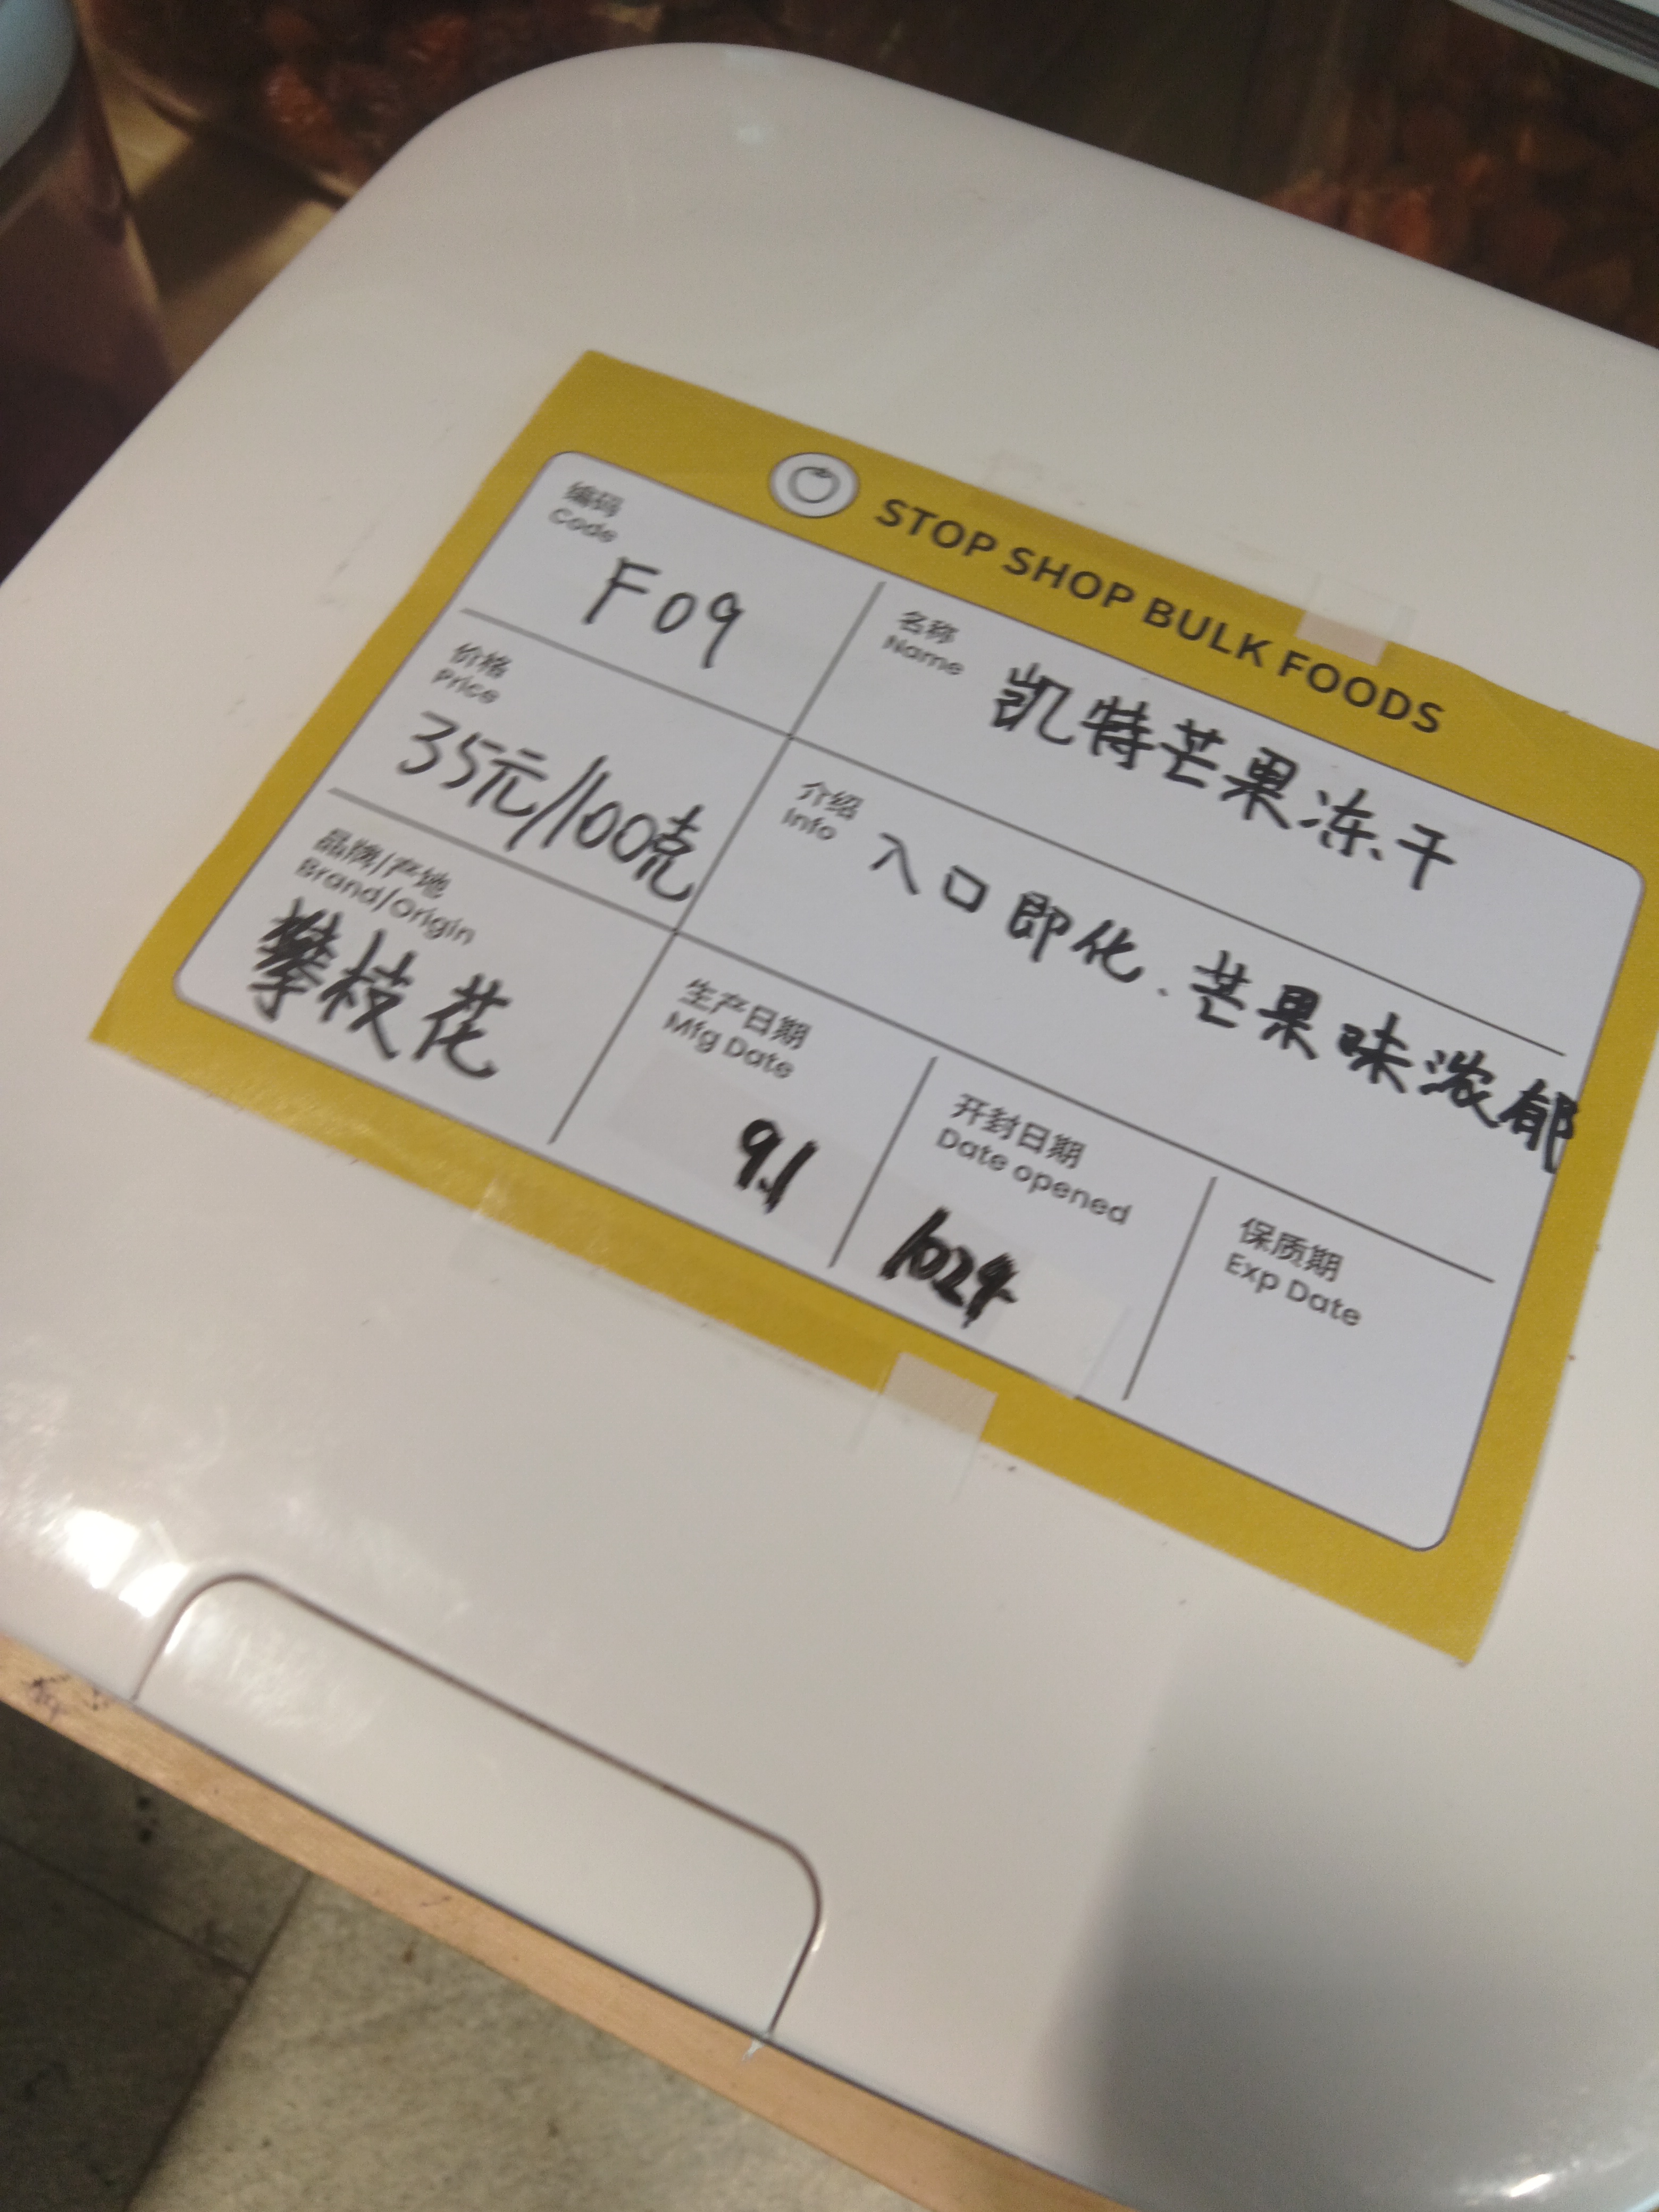 STOP SHOP BULK FOODS
编码
Code
F09
名称
Name
凯特芒果冻干
价格
Price
35元/100克
介绍
Info
入口即化、芒果味浓郁
品牌/产地
Brand/Origin
攀枝花
生产日期
Mfg Date
9.1
开封日期
Date opened
1024
保质期
Exp Date